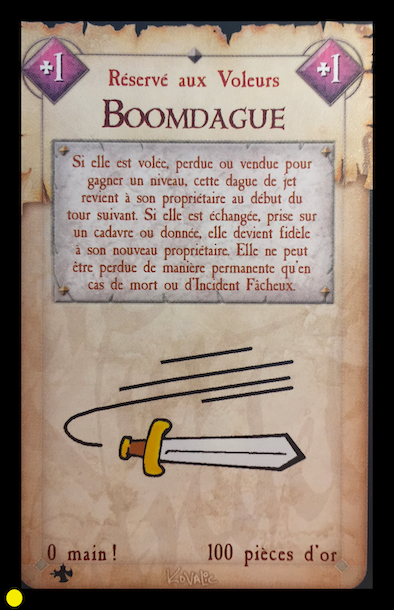 +1
+1
Réservé aux Voleurs
BOOMDAGUE
Si elle est volée, perdue ou vendue pour
gagner un niveau, cette dague de jet
revient à son propriétaire au début du
tour suivant. Si elle est échangée, prise sur
un cadavre ou donnée, elle devient fidèle
à son nouveau propriétaire. Elle ne peut
être perdue de manière permanente qu'en
cas de mort ou d'Incident Fâcheux.
0 main !
100 pièces d'or
KOVALIC